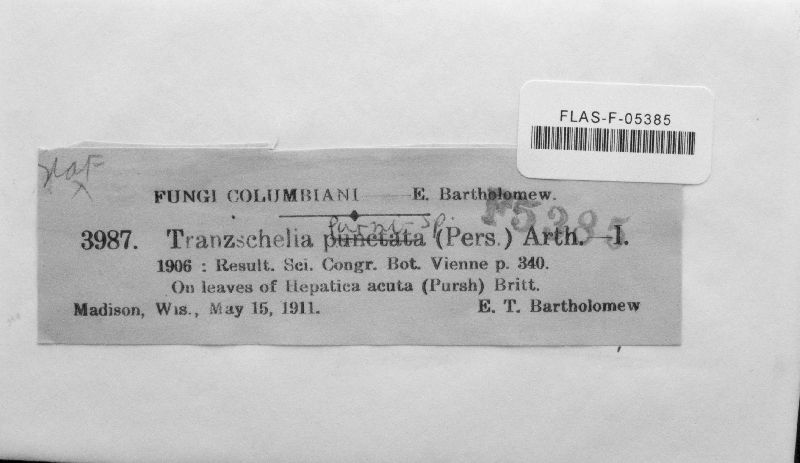 FLAS-F-05385
FUNGI COLUMBIANI — E. Bartholomew.
F5385
3987. Tranzschelia punctata (Pers.) Arth. — I.
1906 : Result. Sci. Congr. Bot. Vienne p. 340.
On leaves of Hepatica acuta (Pursh) Britt.
Madison, Wis., May 15, 1911. E. T. Bartholomew